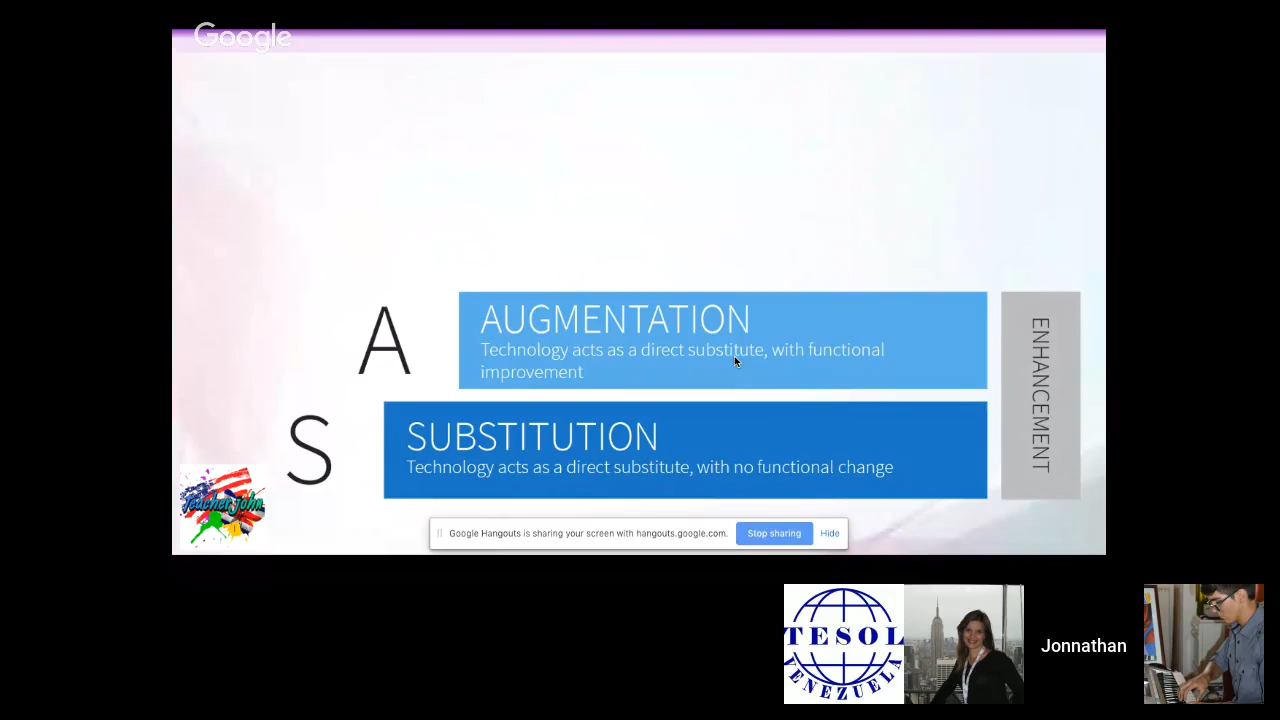 Google
A
AUGMENTATION
Technology acts as a direct substitute, with functional
improvement
ENHANCEMENT
S
SUBSTITUTION
Technology acts as a direct substitute, with no functional change
Teacher John
Google Hangouts is sharing your screen with hangouts.google.com.
Stop sharing
Hide
TESOL
VENEZUELA
Jonnathan